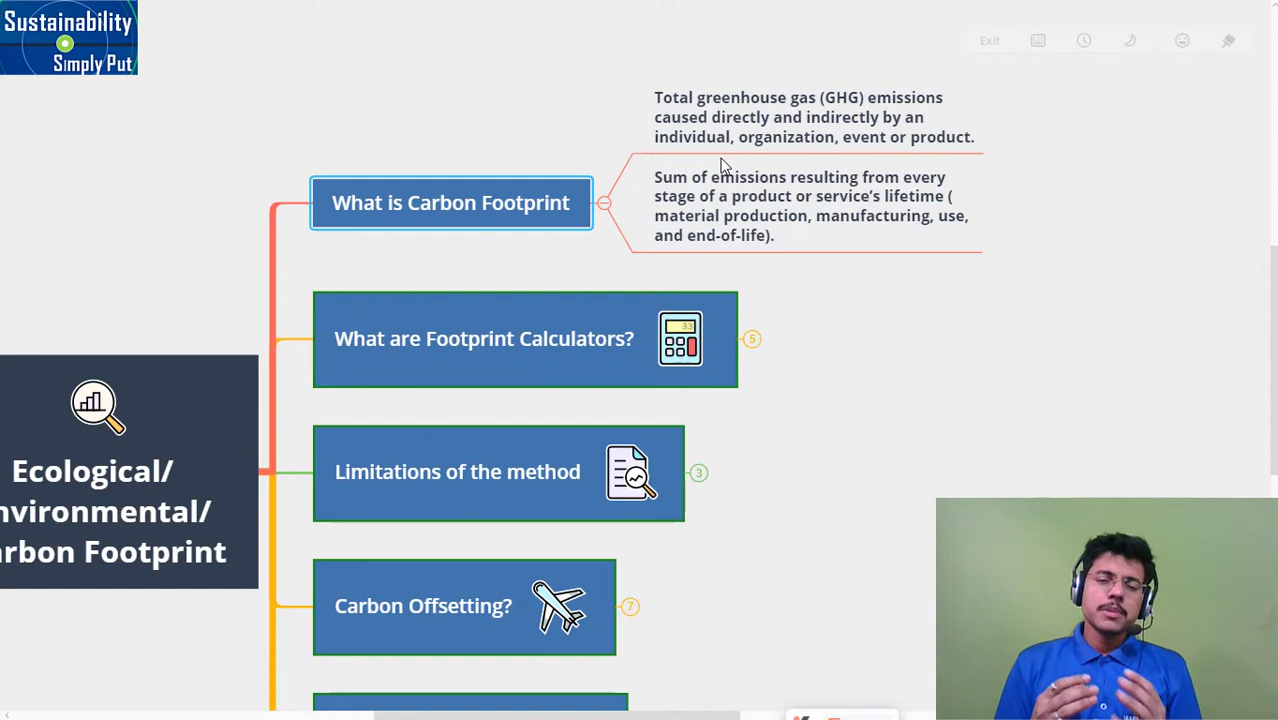 Sustainability
Simply Put
Exit
Total greenhouse gas (GHG) emissions
caused directly and indirectly by an
individual, organization, event or product.
What is Carbon Footprint
Sum of emissions resulting from every
stage of a product or service's lifetime (
material production, manufacturing, use,
and end-of-life).
What are Footprint Calculators?
33
5
Limitations of the method
3
Ecological/
nvironmental/
arbon Footprint
Carbon Offsetting?
7